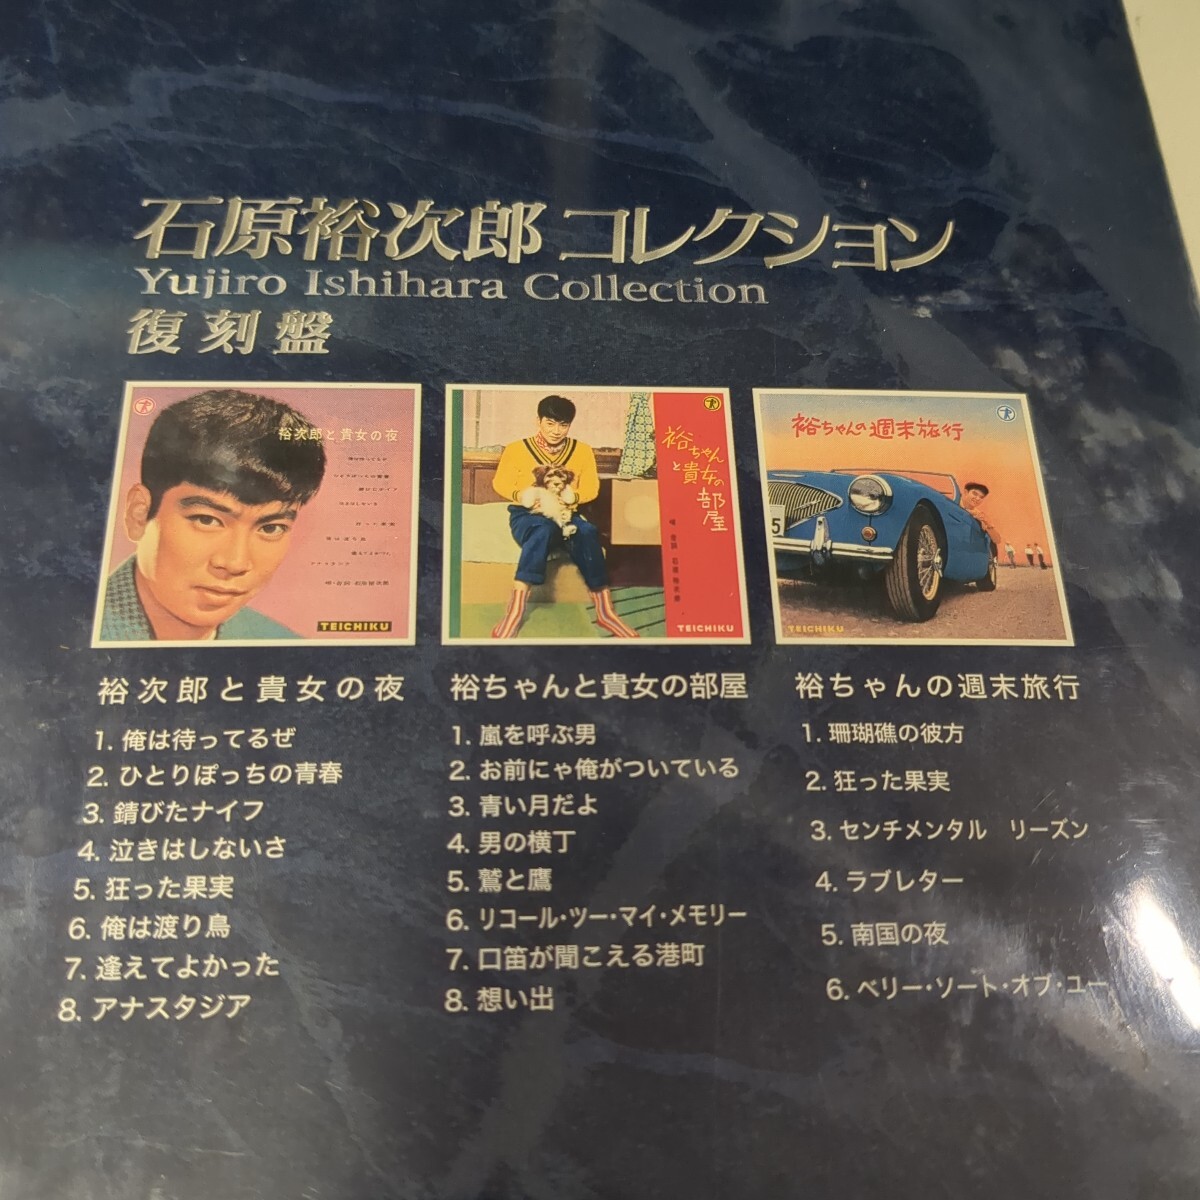 石原裕次郎 コレクション
Yujiro Ishihara Collection
復刻盤
裕次郎と貴女の夜
TEICHIKU
裕ちゃん
と貴女の
部屋
TEICHIKU
裕ちゃんの週末旅行
5
TEICHIKU
裕次郎と貴女の夜
1. 俺は待ってるぜ
2. ひとりぽっちの青春
3. 錆びたナイフ
4. 泣きはしないさ
5. 狂った果実
6. 俺は渡り鳥
7. 逢えてよかった
8. アナスタジア
裕ちゃんと貴女の部屋
1. 嵐を呼ぶ男
2. お前にゃ俺がついている
3. 青い月だよ
4. 男の横丁
5. 鷲と鷹
6. リコール・ツー・マイ・メモリー
7. 口笛が聞こえる港町
8. 想い出
裕ちゃんの週末旅行
1. 珊瑚礁の彼方
2. 狂った果実
3. センチメンタル リーズン
4. ラブレター
5. 南国の夜
6. ベリー・ソート・オブ・ユー